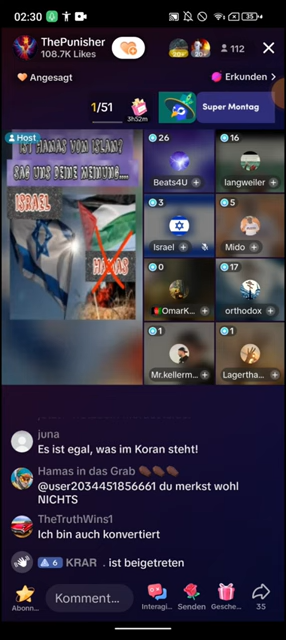 02:30
35
ThePunisher
108.7K Likes
20+
20+
112
Angesagt
Erkunden >
1/51
3h52m
Super Montag
Host
IST HAMAS VON ISLAM?
SAG UNS DEINE MEINUNG...
ISRAEL
HAMAS
26
Beats4U
16
langweiler
3
Israel
5
Mido
0
OmarK...
17
orthodox
1
Mr.kellerm...
1
Lagertha...
juna
Es ist egal, was im Koran steht!
Hamas in das Grab
@user2034451856661 du merkst wohl
NICHTS
TheTruthWins1
Ich bin auch konvertiert
6 KRAR . ist beigetreten
Abonn...
Komment...
Interagi...
Senden
Gesche...
35